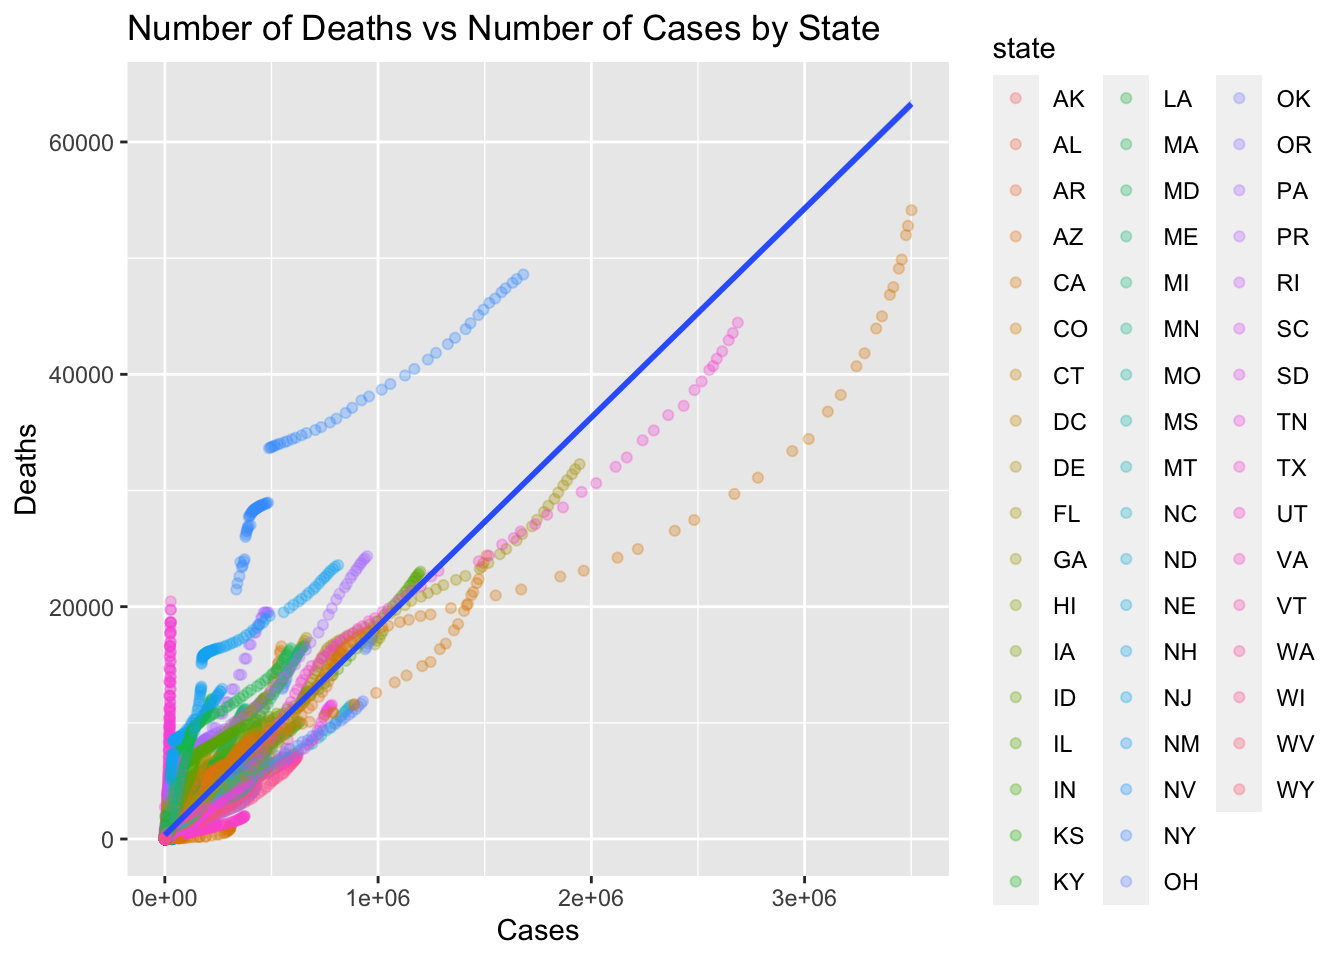 Number of Deaths vs Number of Cases by State
state
AK
AL
AR
AZ
CA
CO
CT
DC
DE
FL
GA
HI
IA
ID
IL
IN
KS
KY
LA
MA
MD
ME
MI
MN
MO
MS
MT
NC
ND
NE
NH
NJ
NM
NV
NY
OH
OK
OR
PA
PR
RI
SC
SD
TN
TX
UT
VA
VT
WA
WI
WV
WY
Deaths
60000
40000
20000
0
0e+00 1e+06 2e+06 3e+06
Cases